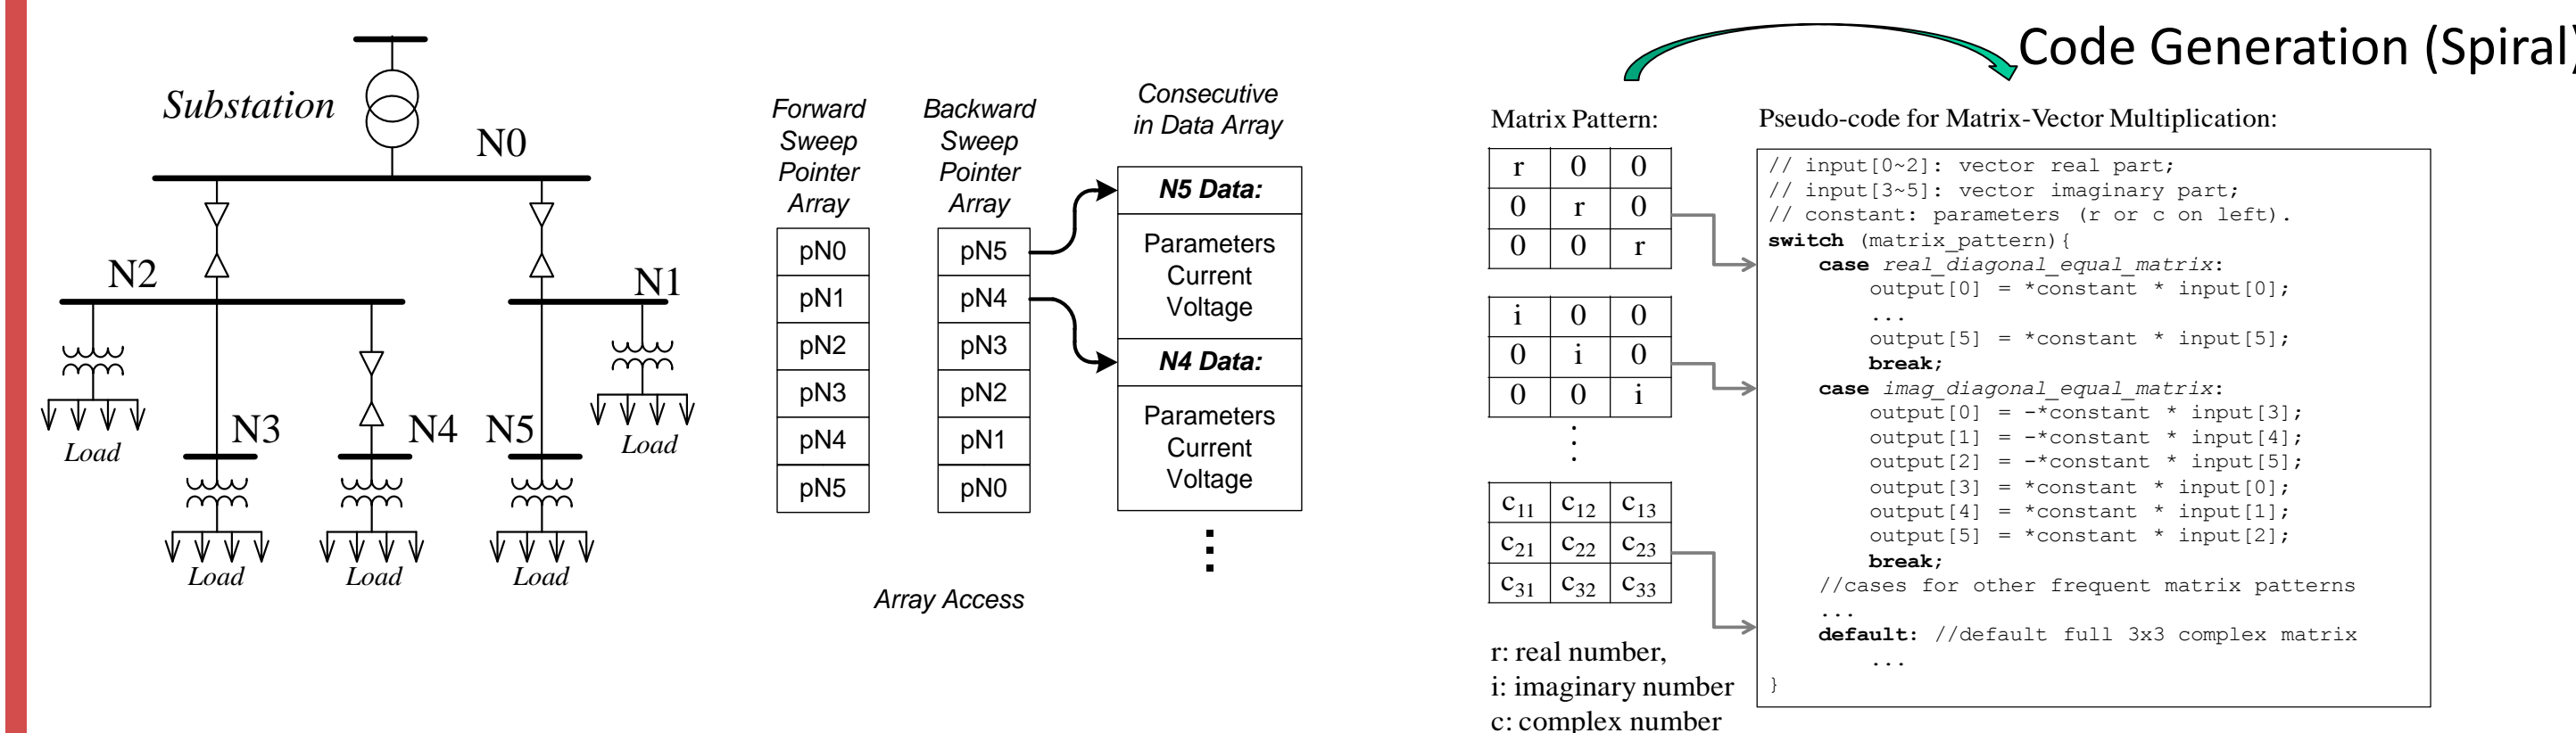 Substation
N0
N2
N1
N3
N4
N5
Load
Load
Load
Load
Load
Forward
Sweep
Pointer
Array
pN0
pN1
pN2
pN3
pN4
pN5
Backward
Sweep
Pointer
Array
pN5
pN4
pN3
pN2
pN1
pN0
Consecutive
in Data Array
N5 Data:
Parameters
Current
Voltage
N4 Data:
Parameters
Current
Voltage
Array Access
Code Generation (Spiral)
Matrix Pattern:
r 0 0
0 r 0
0 0 r
i 0 0
0 i 0
0 0 i
c11 c12 c13
c21 c22 c23
c31 c32 c33
r: real number,
i: imaginary number
c: complex number
Pseudo-code for Matrix-Vector Multiplication:
// input[0~2]: vector real part;
// input[3~5]: vector imaginary part;
// constant: parameters (r or c on left).
switch (matrix_pattern){
case real_diagonal_equal_matrix:
output[0] = *constant * input[0];
...
output[5] = *constant * input[5];
break;
case imag_diagonal_equal_matrix:
output[0] = -*constant * input[3];
output[1] = -*constant * input[4];
output[2] = -*constant * input[5];
output[3] = *constant * input[0];
output[4] = *constant * input[1];
output[5] = *constant * input[2];
break;
//cases for other frequent matrix patterns
...
default: //default full 3x3 complex matrix
...
}